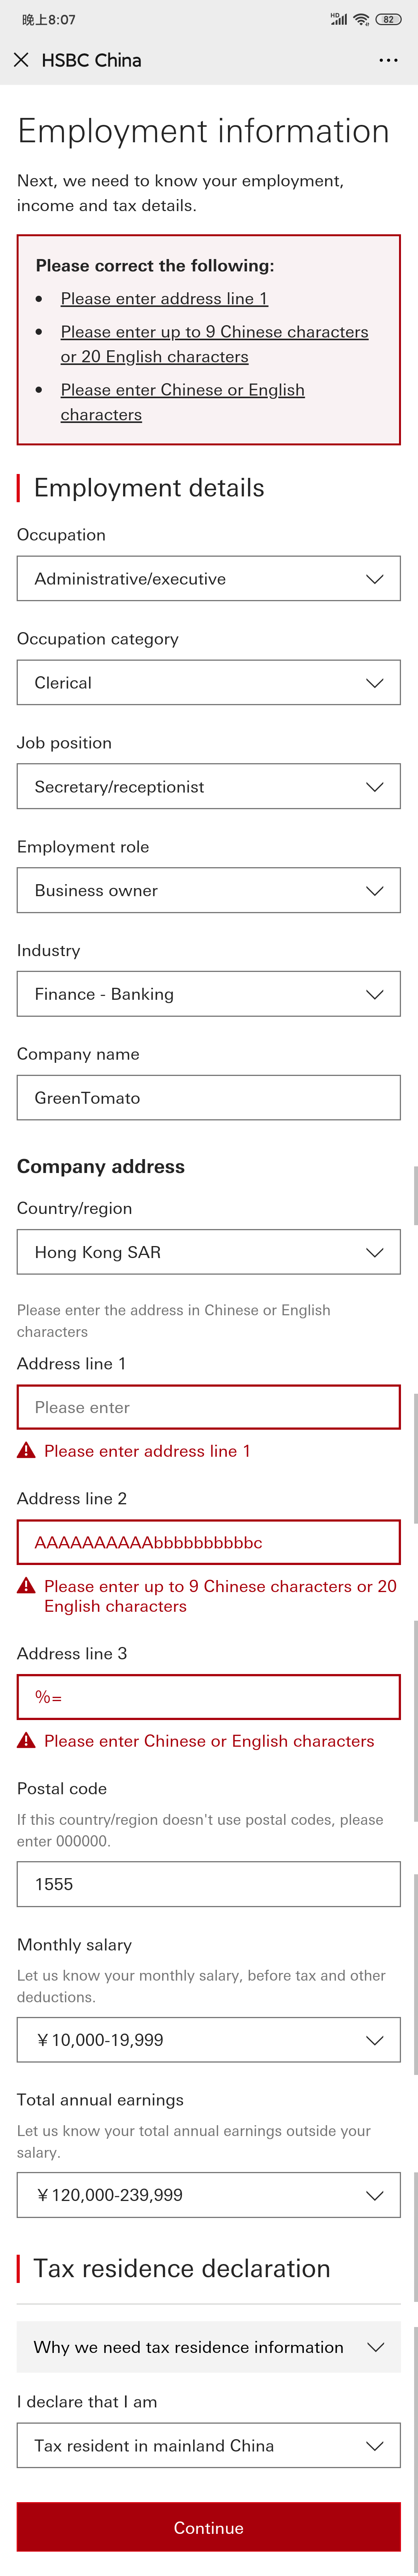 晚上8:07
HD
82
HSBC China
Employment information
Next, we need to know your employment,
income and tax details.
Please correct the following:
• Please enter address line 1
• Please enter up to 9 Chinese characters
or 20 English characters
• Please enter Chinese or English
characters
Employment details
Occupation
Administrative/executive
Occupation category
Clerical
Job position
Secretary/receptionist
Employment role
Business owner
Industry
Finance - Banking
Company name
GreenTomato
Company address
Country/region
Hong Kong SAR
Please enter the address in Chinese or English
characters
Address line 1
Please enter
Please enter address line 1
Address line 2
AAAAAAAAAAbbbbbbbbbbc
Please enter up to 9 Chinese characters or 20
English characters
Address line 3
%=
Please enter Chinese or English characters
Postal code
If this country/region doesn't use postal codes, please
enter 000000.
1555
Monthly salary
Let us know your monthly salary, before tax and other
deductions.
￥10,000-19,999
Total annual earnings
Let us know your total annual earnings outside your
salary.
￥120,000-239,999
Tax residence declaration
Why we need tax residence information
I declare that I am
Tax resident in mainland China
Continue